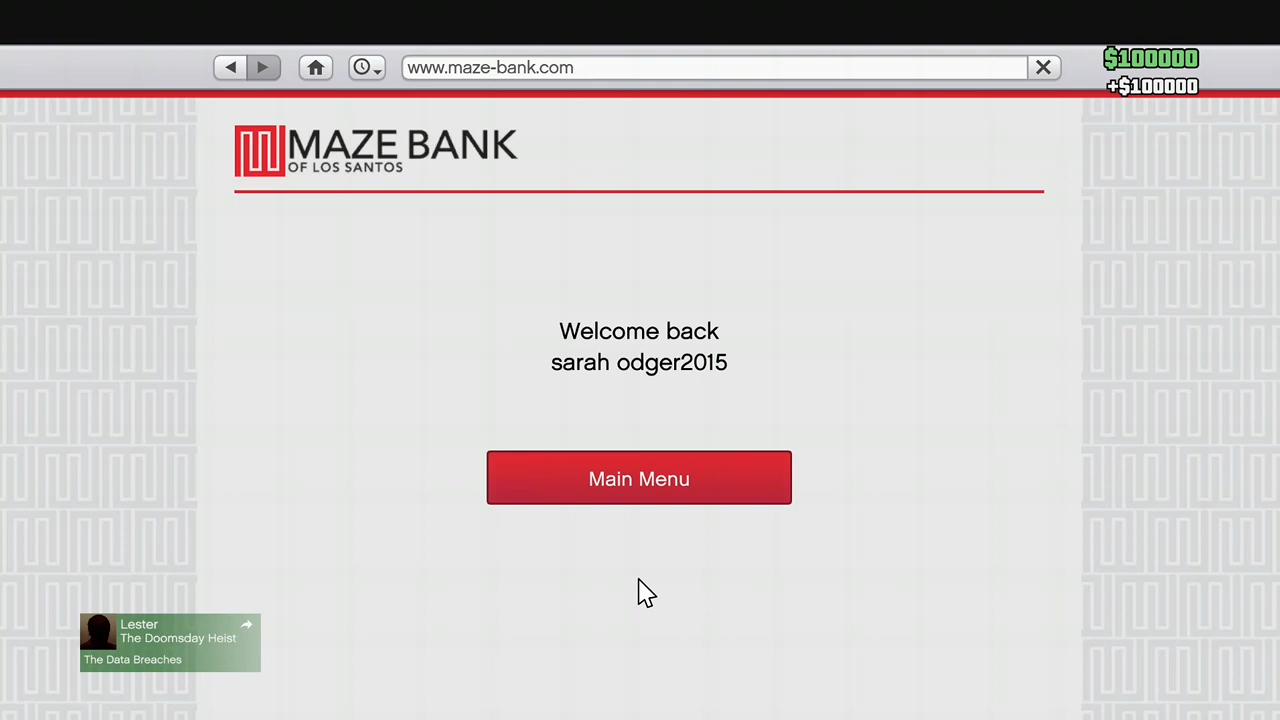 www.maze-bank.com
$100000
+$100000
MAZE BANK
OF LOS SANTOS
Welcome back
sarah odger2015
Main Menu
Lester
The Doomsday Heist
The Data Breaches